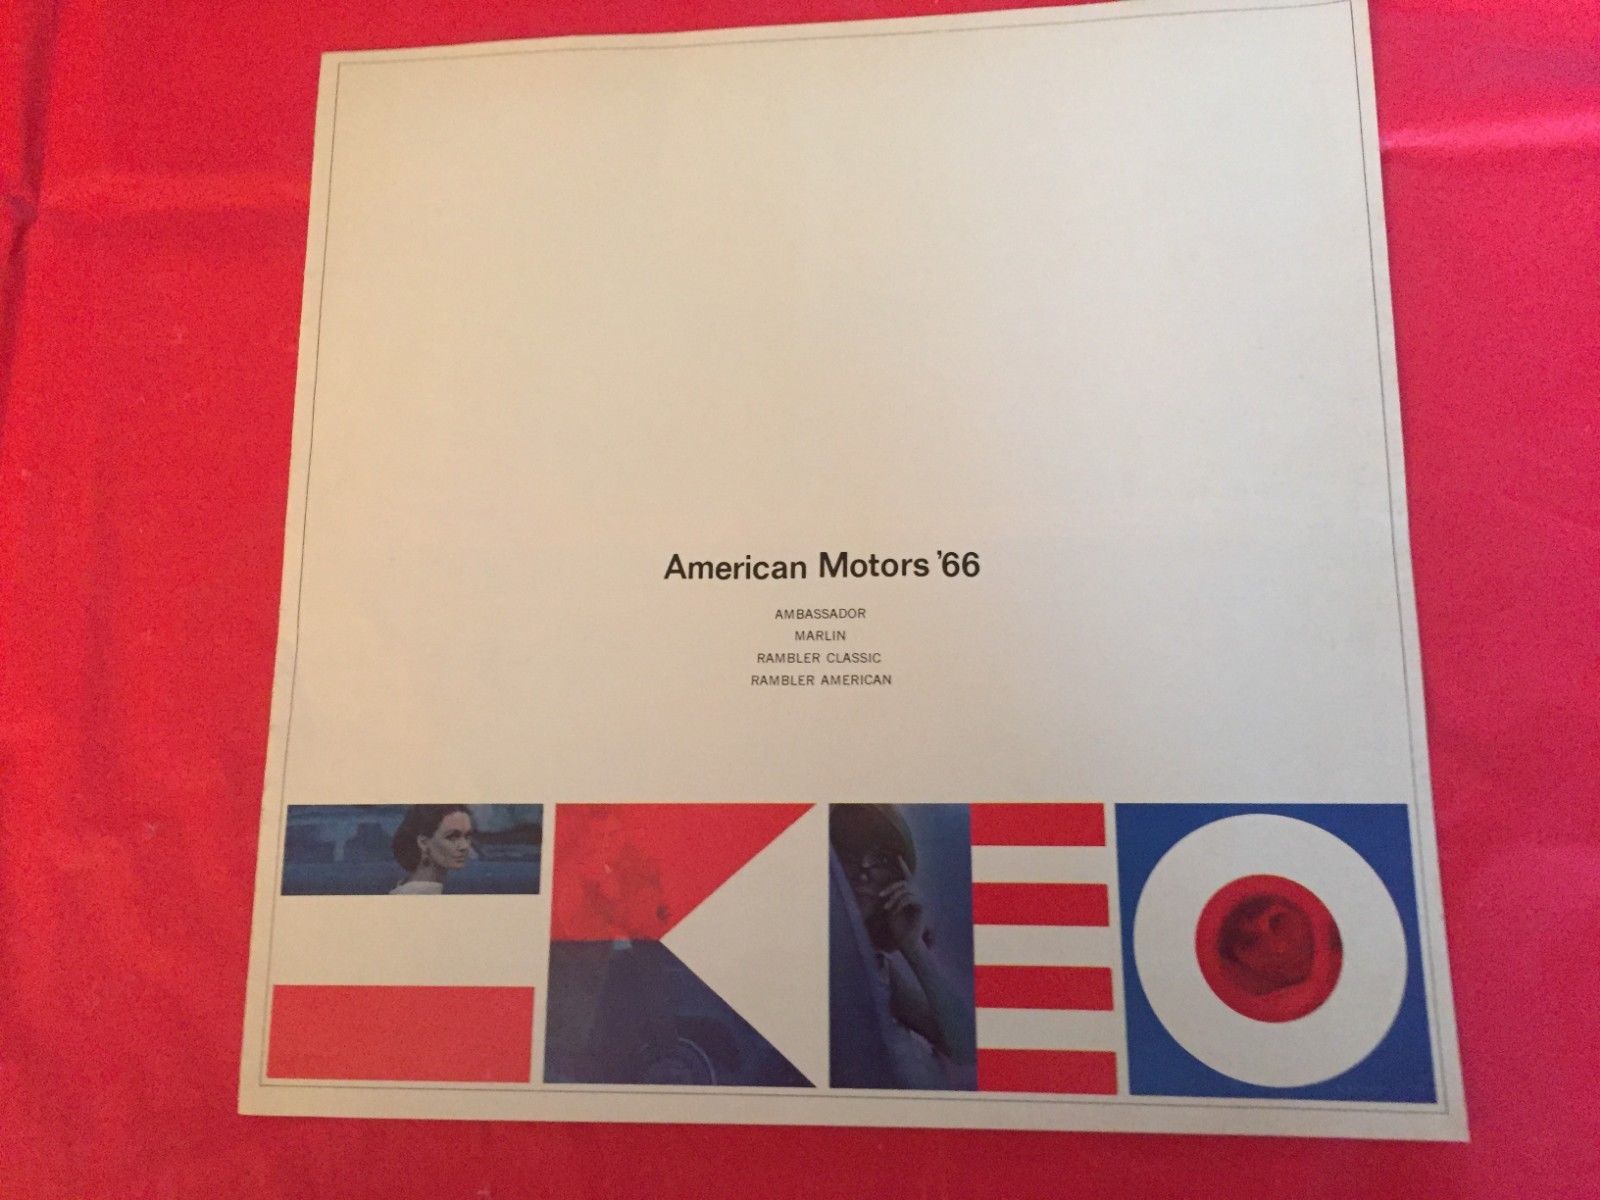 American Motors '66
AMBASSADOR
MARLIN
RAMBLER CLASSIC
RAMBLER AMERICAN